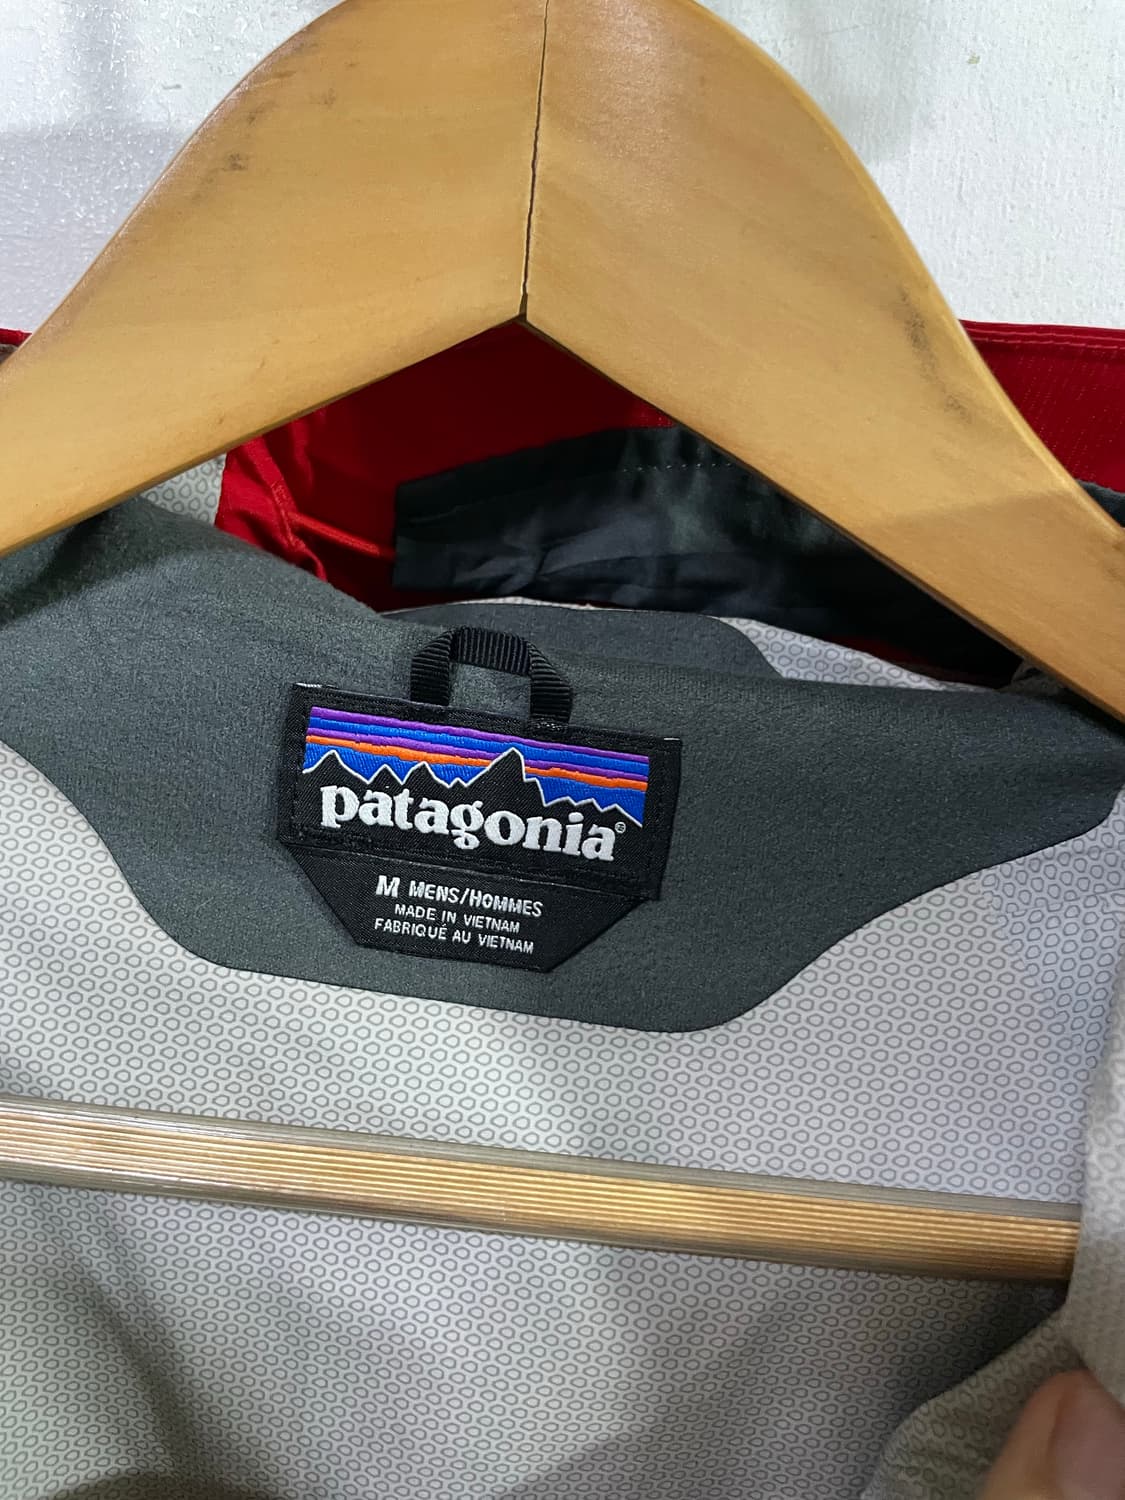 patagonia®
M MENS/HOMMES
MADE IN VIETNAM
FABRIQUÉ AU VIETNAM